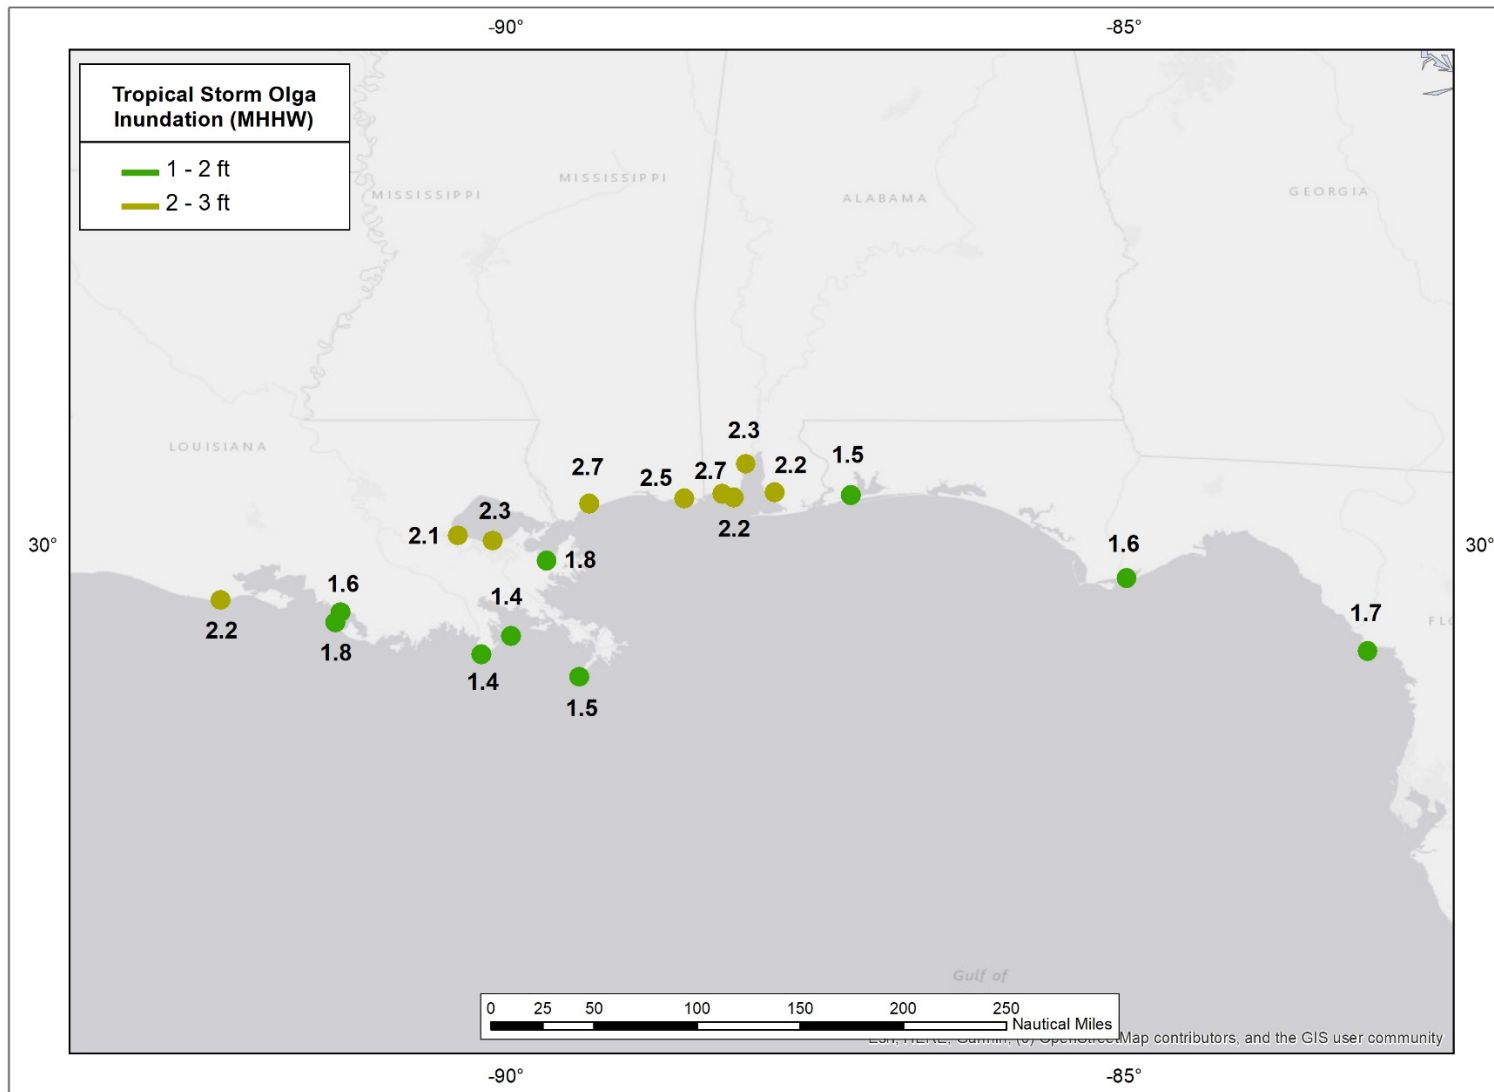 -90°
-85°
Tropical Storm Olga
Inundation (MHHW)
1 - 2 ft
2 - 3 ft
MISSISSIPPI
MISSISSIPPI
ALABAMA
GEORGIA
LOUISIANA
2.3
1.5
2.7
2.5
2.7
2.2
2.3
2.1
2.2
30°
30°
1.8
1.6
1.6
1.4
1.7
2.2
1.8
1.4
1.5
Gulf of
0 25 50 100 150 200 250
Nautical Miles
OpenStreetMap contributors, and the GIS user community
-90°
-85°